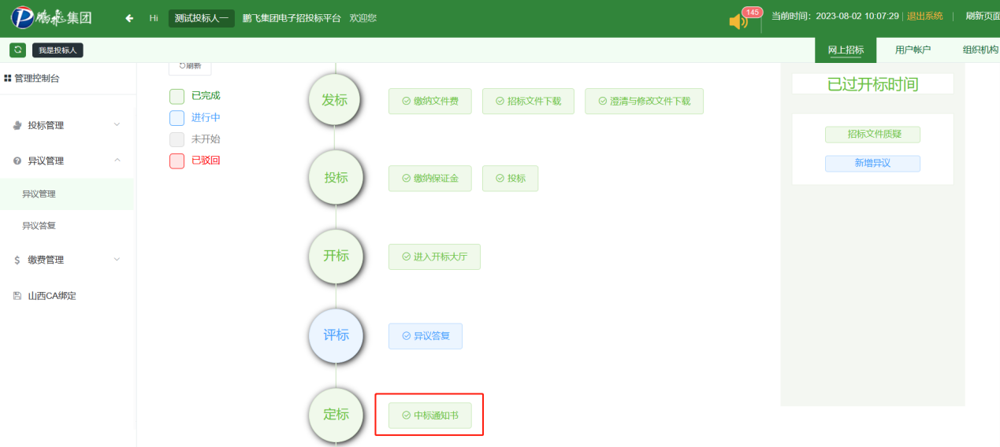 鹏飞集团
Hi 测试投标人一 鹏飞集团电子招投标平台 欢迎您
145
当前时间：2023-08-02 10:07:29 退出系统 刷新页面
我是投标人
网上招标 用户帐户 组织机构
管理控制台
投标管理
异议管理
异议管理
异议答复
缴费管理
山西CA绑定
刷新
已完成
进行中
未开始
已驳回
发标 缴纳文件费 招标文件下载 澄清与修改文件下载
投标 缴纳保证金 投标
开标 进入开标大厅
评标 异议答复
定标 中标通知书
已过开标时间
招标文件质疑
新增异议